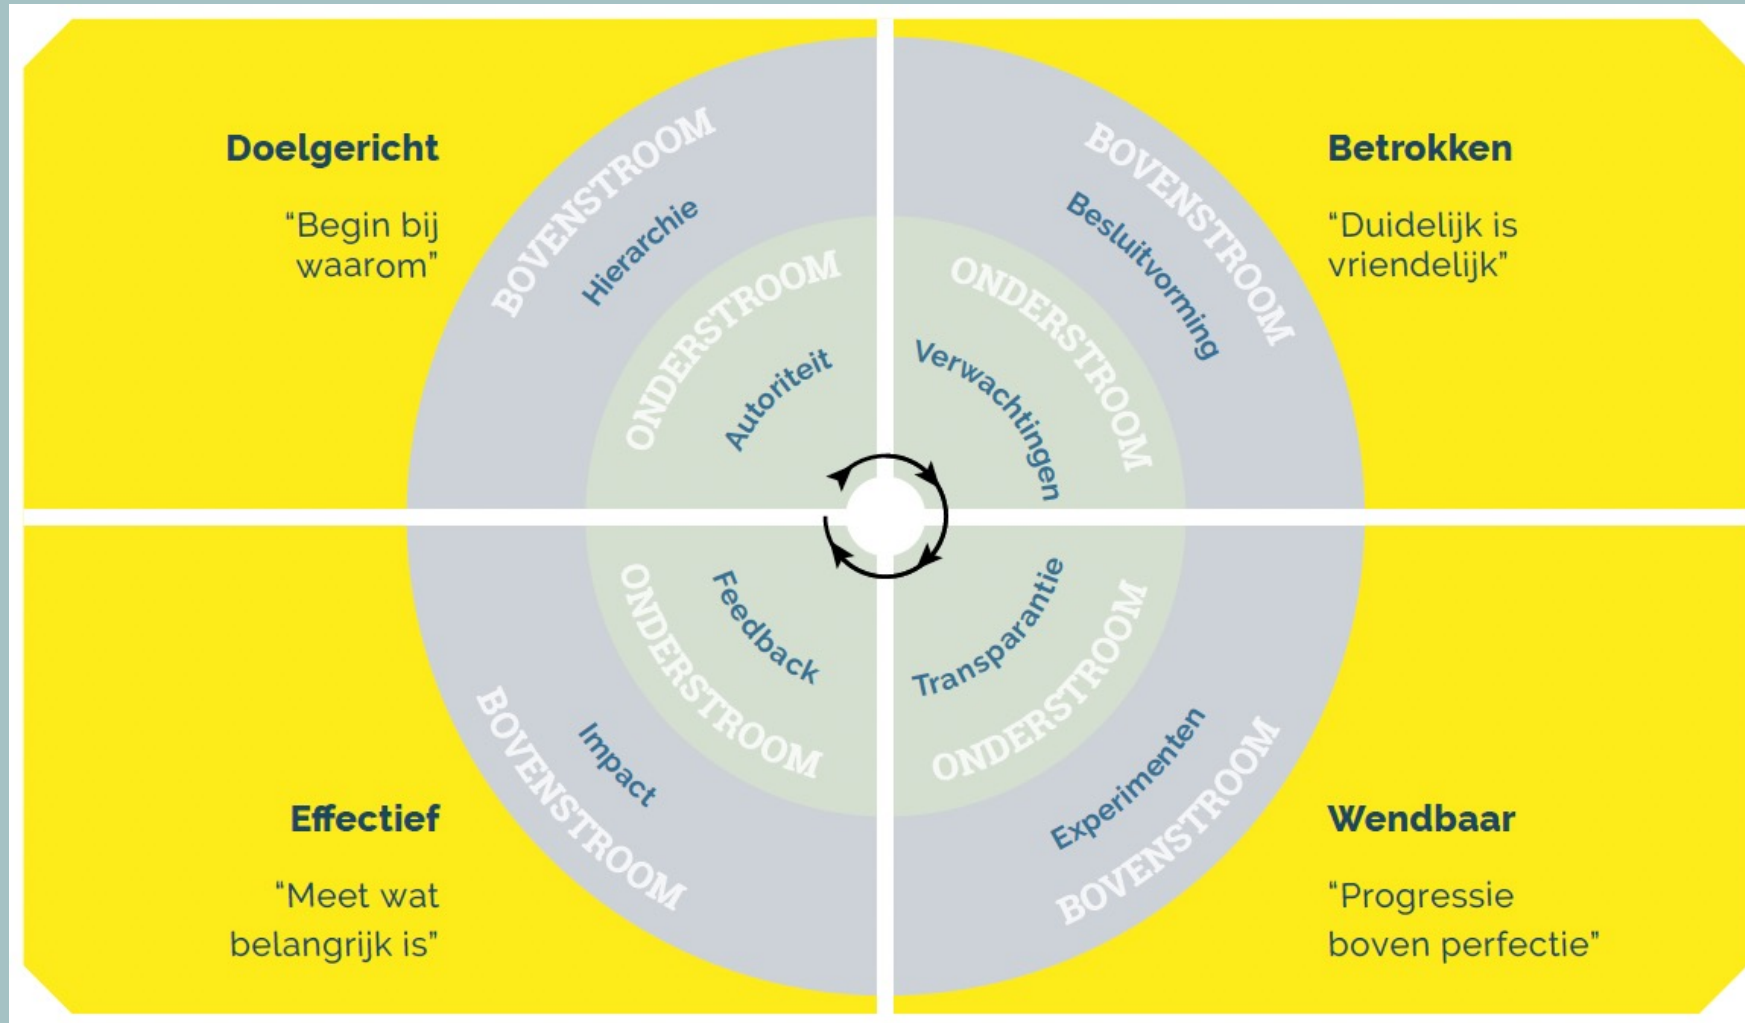 Doelgericht
“Begin bij
waarom”
BOVENSTROOM
Hierarchie
ONDERSTROOM
Autoriteit
Betrokken
“Duidelijk is
vriendelijk”
BOVENSTROOM
Besluitvorming
ONDERSTROOM
Verwachtingen
Effectief
“Meet wat
belangrijk is”
BOVENSTROOM
Impact
ONDERSTROOM
Feedback
Wendbaar
“Progressie
boven perfectie”
BOVENSTROOM
Experimenten
ONDERSTROOM
Transparantie